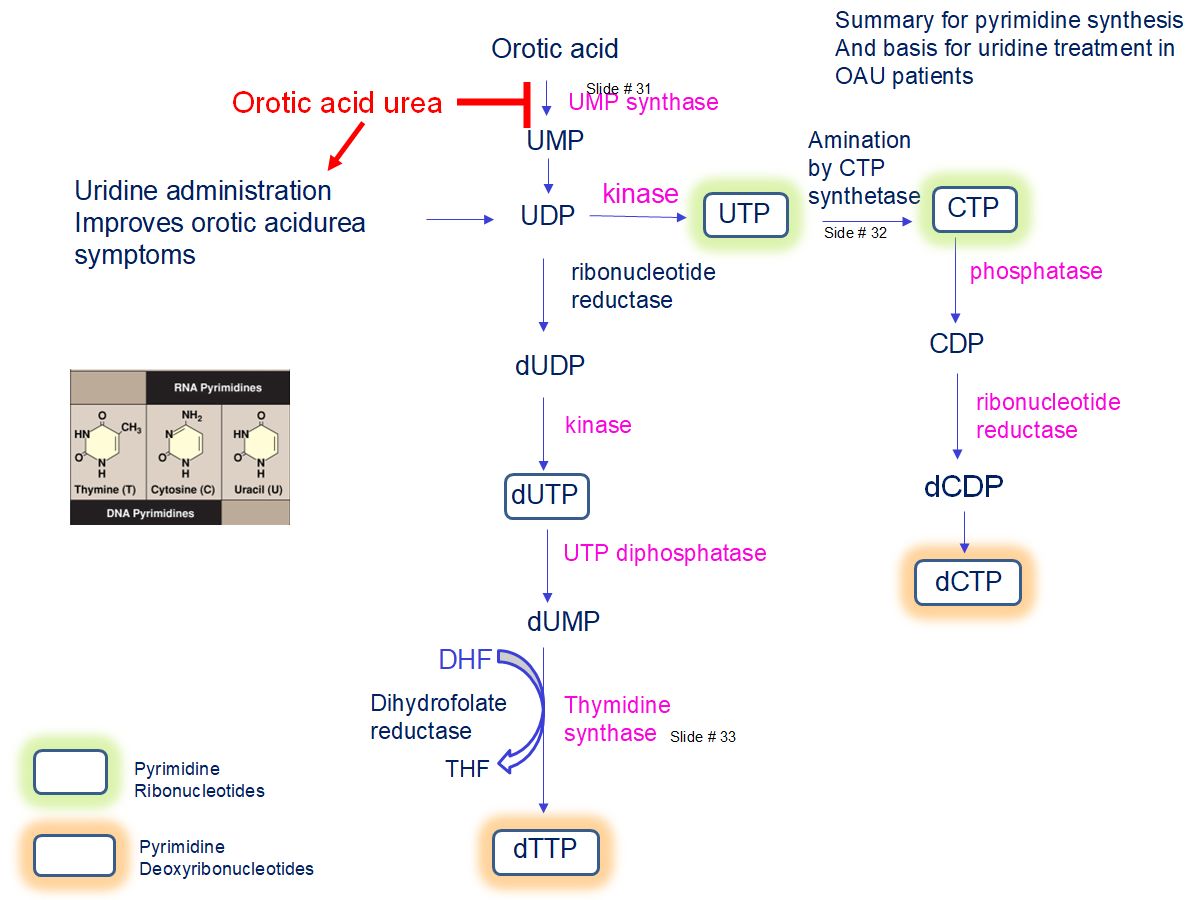 Summary for pyrimidine synthesis
And basis for uridine treatment in
OAU patients
Orotic acid
Slide # 31
Orotic acid urea
UMP synthase
UMP
Amination
by CTP
synthetase
Uridine administration
Improves orotic acidurea
symptoms
UDP
kinase
UTP
Side # 32
CTP
ribonucleotide
reductase
phosphatase
dUDP
CDP
kinase
ribonucleotide
reductase
RNA Pyrimidines
O
HN
CH3
O
N
H
NH2
N
O
N
H
O
HN
O
N
H
Thymine (T)
Cytosine (C)
Uracil (U)
DNA Pyrimidines
dUTP
dCDP
UTP diphosphatase
dCTP
dUMP
DHF
Dihydrofolate
reductase
Thymidine
synthase
Slide # 33
THF
dTTP
Pyrimidine
Ribonucleotides
Pyrimidine
Deoxyribonucleotides